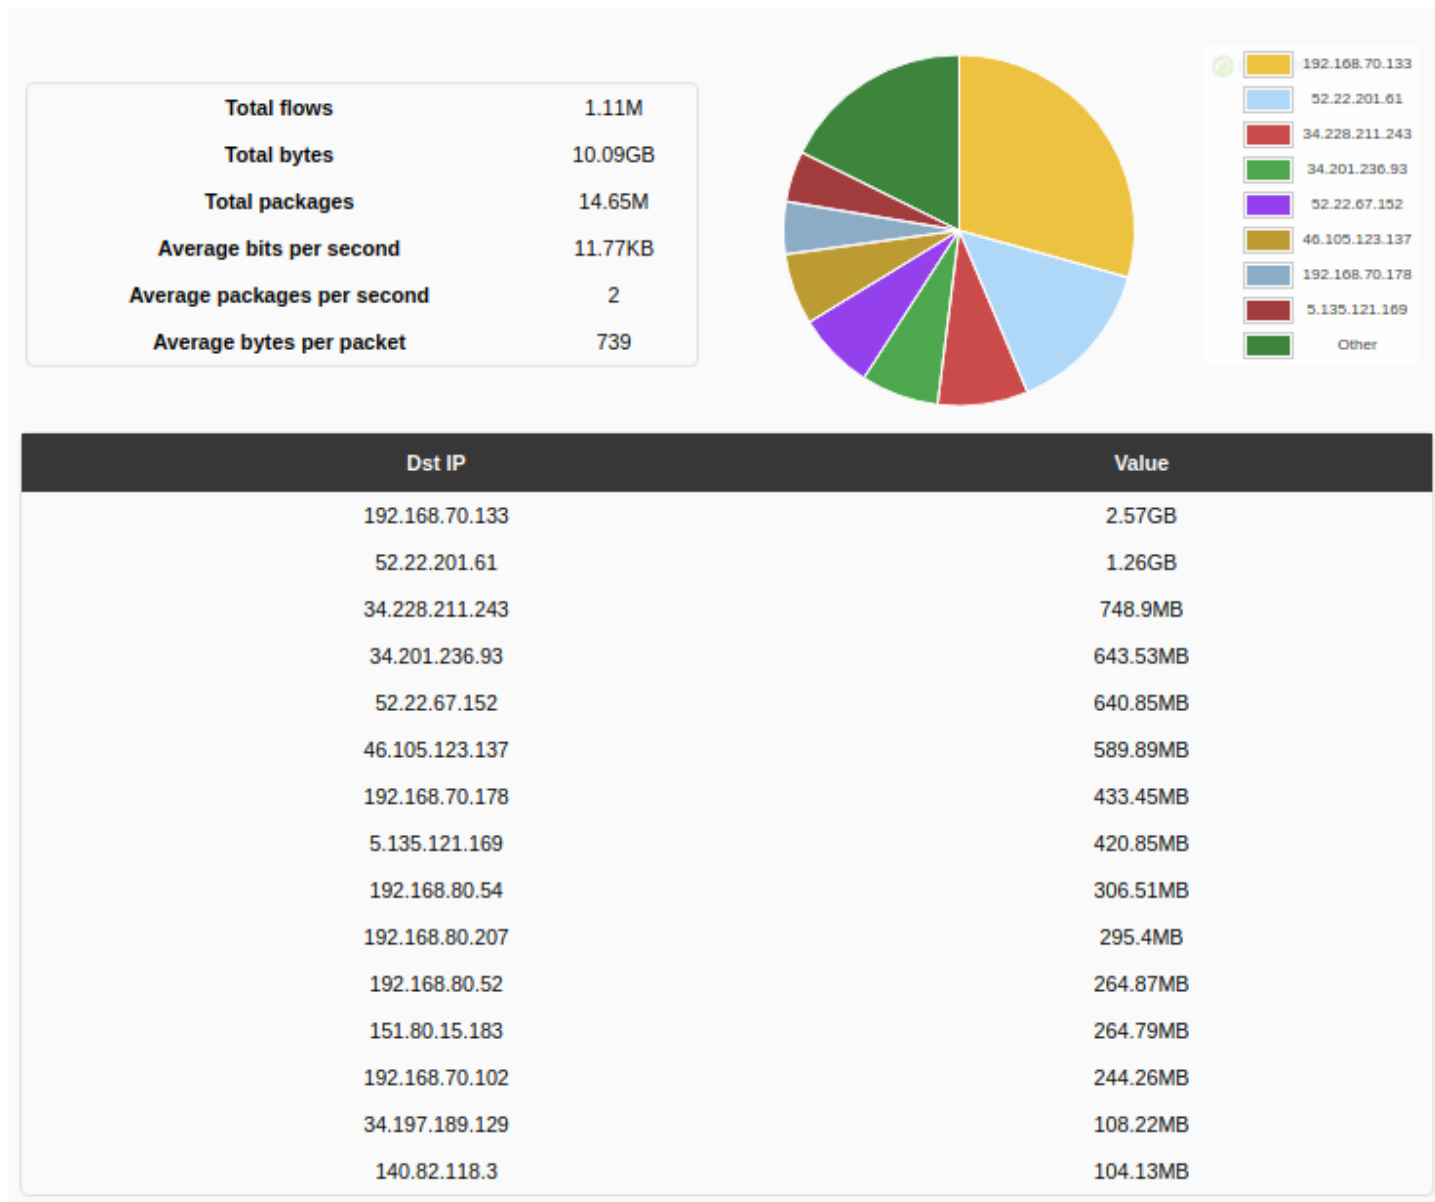 Total flows 1.11M
Total bytes 10.09GB
Total packages 14.65M
Average bits per second 11.77KB
Average packages per second 2
Average bytes per packet 739
192.168.70.133
52.22.201.61
34.228.211.243
34.201.236.93
52.22.67.152
46.105.123.137
192.168.70.178
5.135.121.169
Other
Dst IP Value
192.168.70.133 2.57GB
52.22.201.61 1.26GB
34.228.211.243 748.9MB
34.201.236.93 643.53MB
52.22.67.152 640.85MB
46.105.123.137 589.89MB
192.168.70.178 433.45MB
5.135.121.169 420.85MB
192.168.80.54 306.51MB
192.168.80.207 295.4MB
192.168.80.52 264.87MB
151.80.15.183 264.79MB
192.168.70.102 244.26MB
34.197.189.129 108.22MB
140.82.118.3 104.13MB